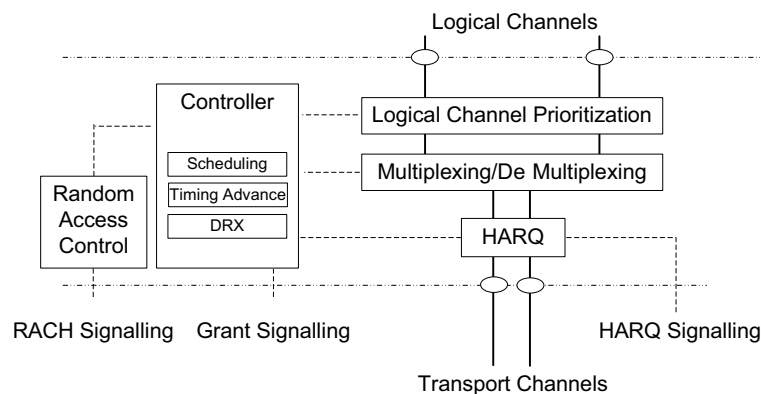 Logical Channels
Controller
Logical Channel Prioritization
Scheduling
Multiplexing/De Multiplexing
Timing Advance
Random
Access
Control
DRX
HARQ
RACH Signalling
Grant Signalling
HARQ Signalling
Transport Channels